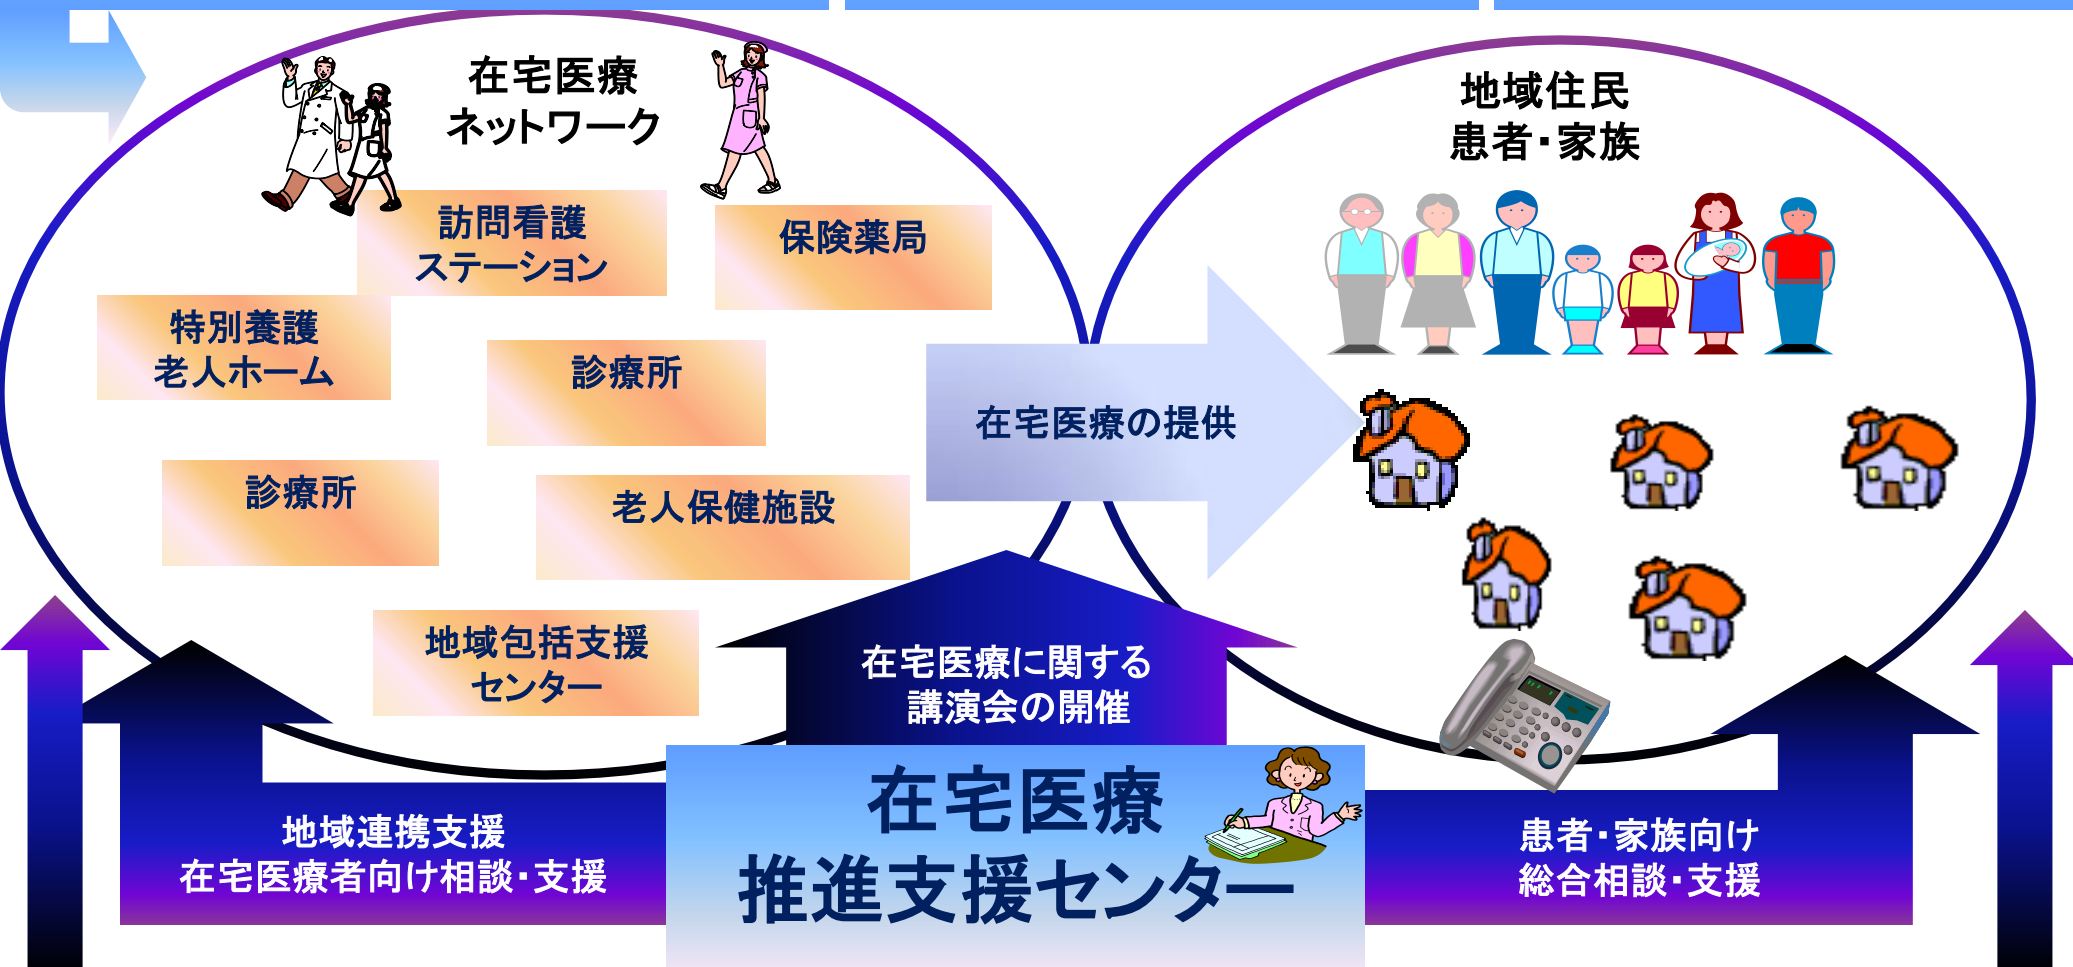 在宅医療
ネットワーク
地域住民
患者・家族
訪問看護
ステーション
保険薬局
特別養護
老人ホーム
診療所
在宅医療の提供
診療所
老人保健施設
地域包括支援
センター
在宅医療に関する
講演会の開催
在宅医療
推進支援センター
地域連携支援
在宅医療者向け相談・支援
患者・家族向け
総合相談・支援